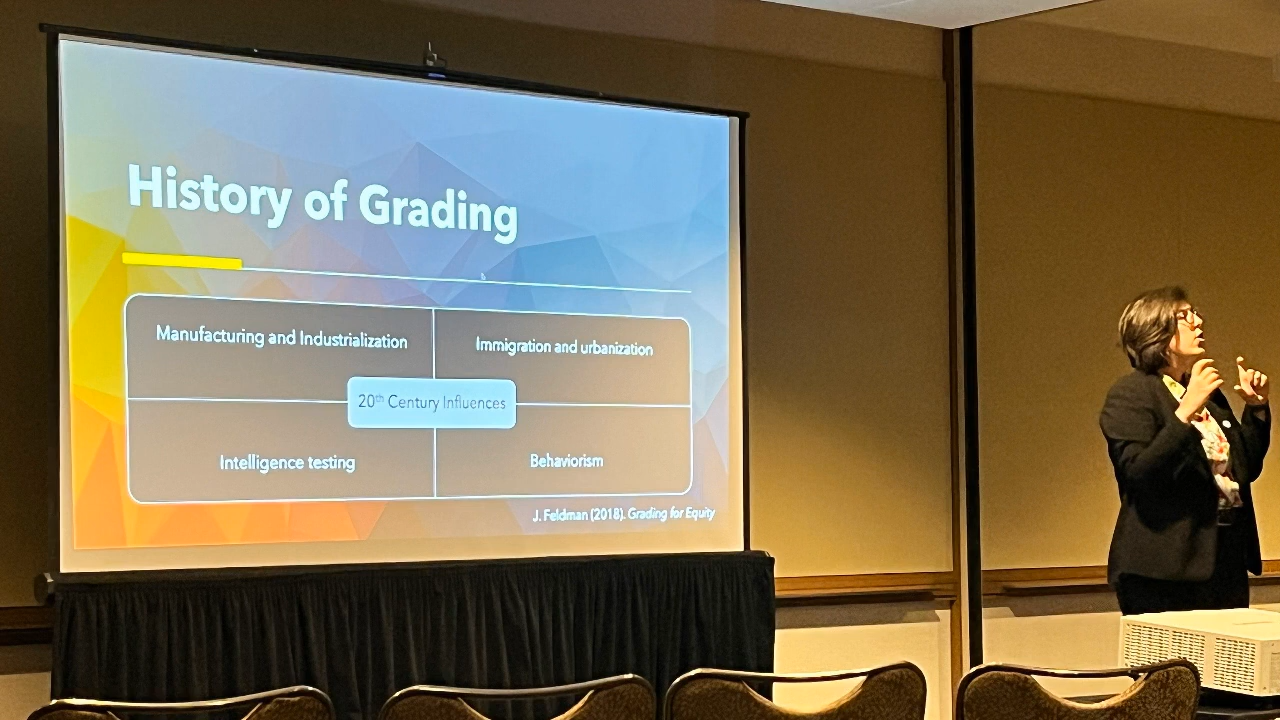 History of Grading
Manufacturing and Industrialization
Immigration and urbanization
20th Century Influences
Intelligence testing
Behaviorism
J. Feldman (2018). Grading for Equity